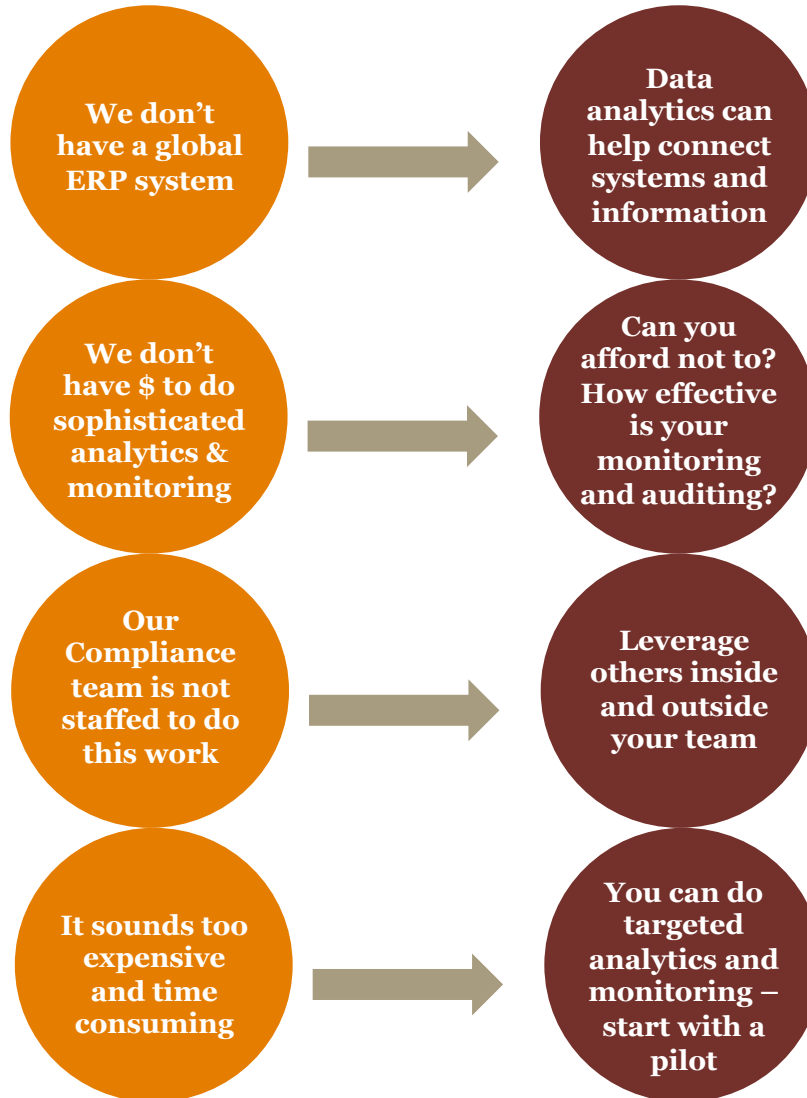 We don’t
have a global
ERP system
Data
analytics can
help connect
systems and
information
We don’t
have $ to do
sophisticated
analytics &
monitoring
Can you
afford not to?
How effective
is your
monitoring
and auditing?
Our
Compliance
team is not
staffed to do
this work
Leverage
others inside
and outside
your team
It sounds too
expensive
and time
consuming
You can do
targeted
analytics and
monitoring –
start with a
pilot